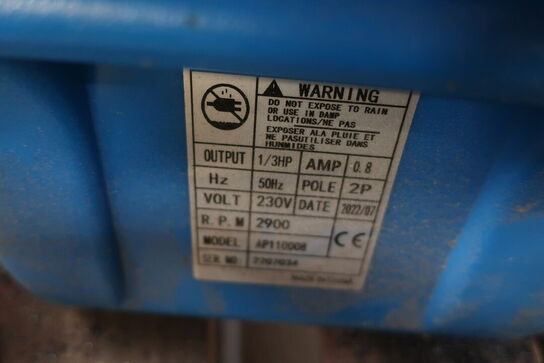 WARNING
DO NOT EXPOSE TO RAIN
OR USE IN DAMP
LOCATIONS/NE PAS
EXPOSER ALA PLUIE ET
NE PASUTILISER DANS
HUNMIDES
OUTPUT 1/3HP AMP 0.8
Hz 50Hz POLE 2P
VOLT 230V DATE 2022/07
R.P.M 2900
MODEL AP110008 CE
SER NO. 2207034